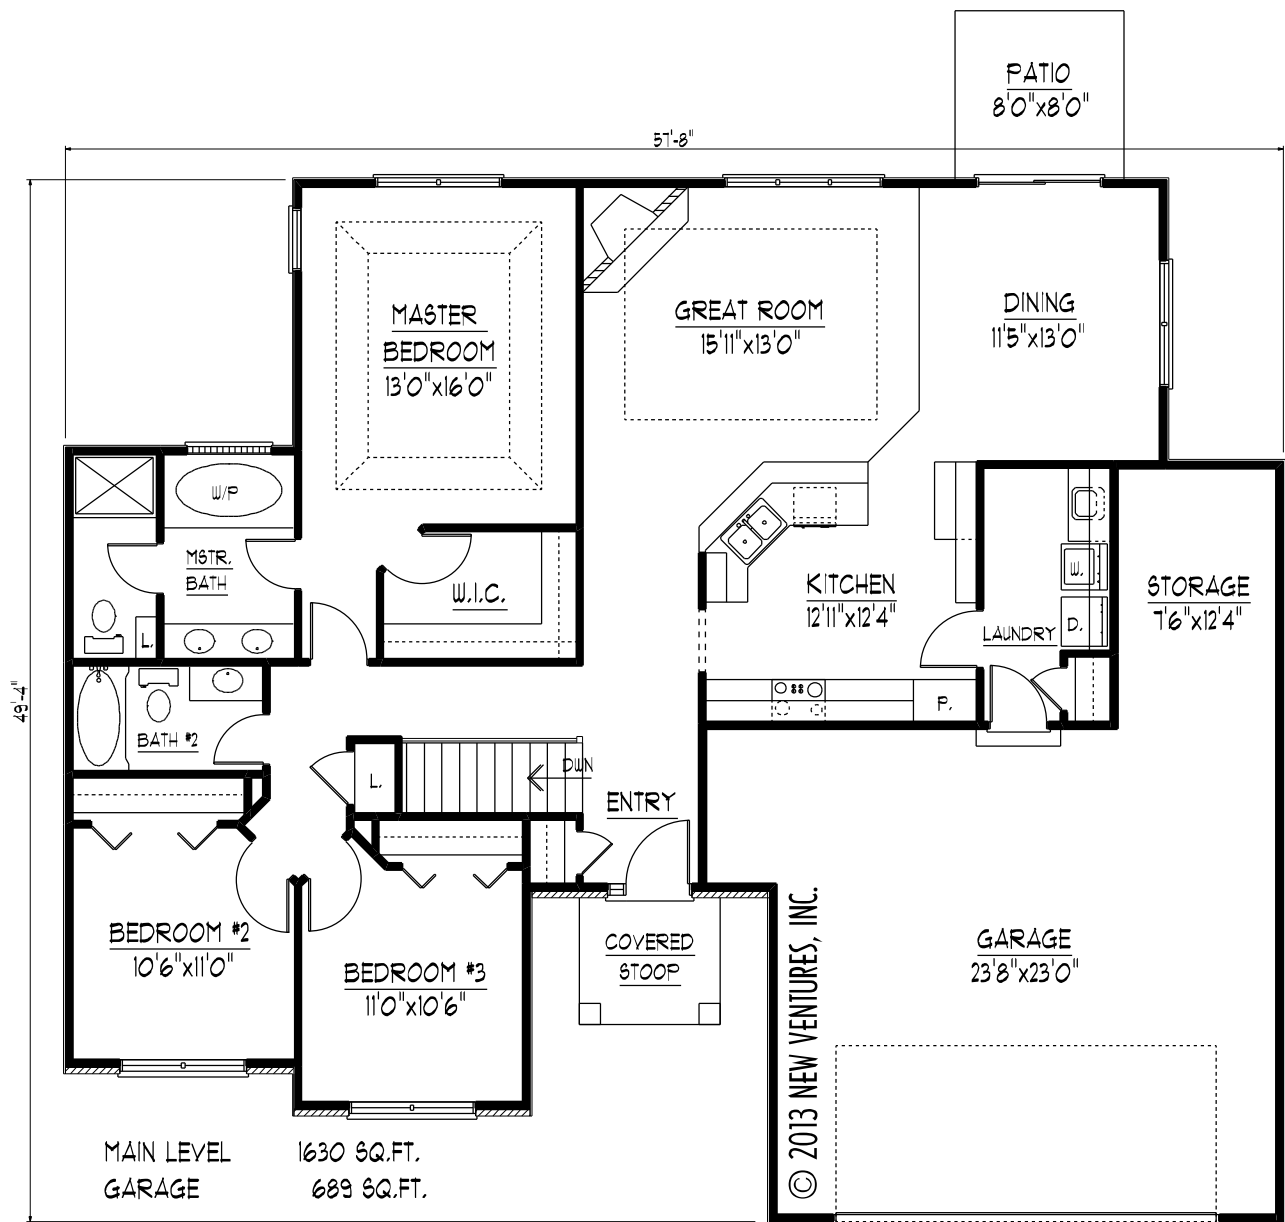 PATIO
8'0"x8'0"
57'-8"
49'-4"
MASTER
BEDROOM
13'0"x16'0"
GREAT ROOM
15'11"x13'0"
DINING
11'5"x13'0"
W/P
MSTR.
BATH
L.
W.I.C.
KITCHEN
12'11"x12'4"
P.
LAUNDRY
W.
D.
STORAGE
7'6"x12'4"
BATH #2
L.
DWN
ENTRY
BEDROOM #2
10'6"x11'0"
BEDROOM #3
11'0"x10'6"
COVERED
STOOP
GARAGE
23'8"x23'0"
© 2013 NEW VENTURES, INC.
MAIN LEVEL 1630 SQ.FT.
GARAGE 689 SQ.FT.